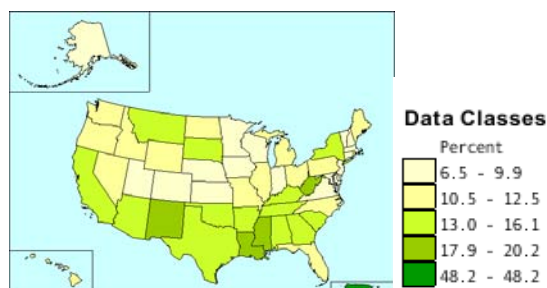 Data Classes
Percent
6.5 - 9.9
10.5 - 12.5
13.0 - 16.1
17.9 - 20.2
48.2 - 48.2